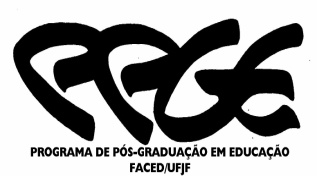 PPGE
PROGRAMA DE PÓS-GRADUAÇÃO EM EDUCAÇÃO
FACED/UFJF